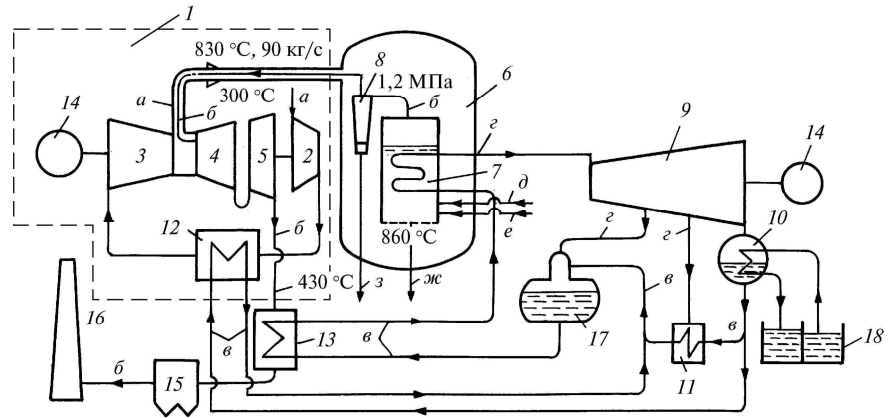 1
830 °C, 90 кг/с
8
6
1,2 МПа
а
300 °C
а
б
9
14
б
г
14
3
4
5
2
7
д
е
10
12
б
860 °C
г
г
430 °C
з
ж
в
16
в
13
в
17
в
11
18
б
15